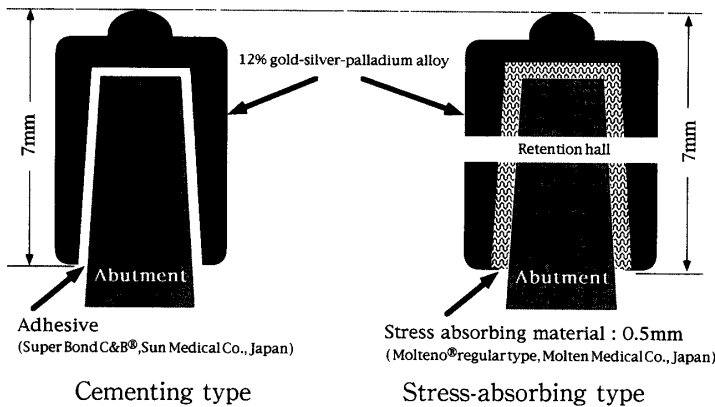 12% gold-silver-palladium alloy
7mm
Retention hall
7mm
Abutment
Abutment
Adhesive
(Super Bond C&B®,Sun Medical Co., Japan)
Stress absorbing material : 0.5mm
(Molteno®regular type, Molten Medical Co., Japan)
Cementing type
Stress-absorbing type